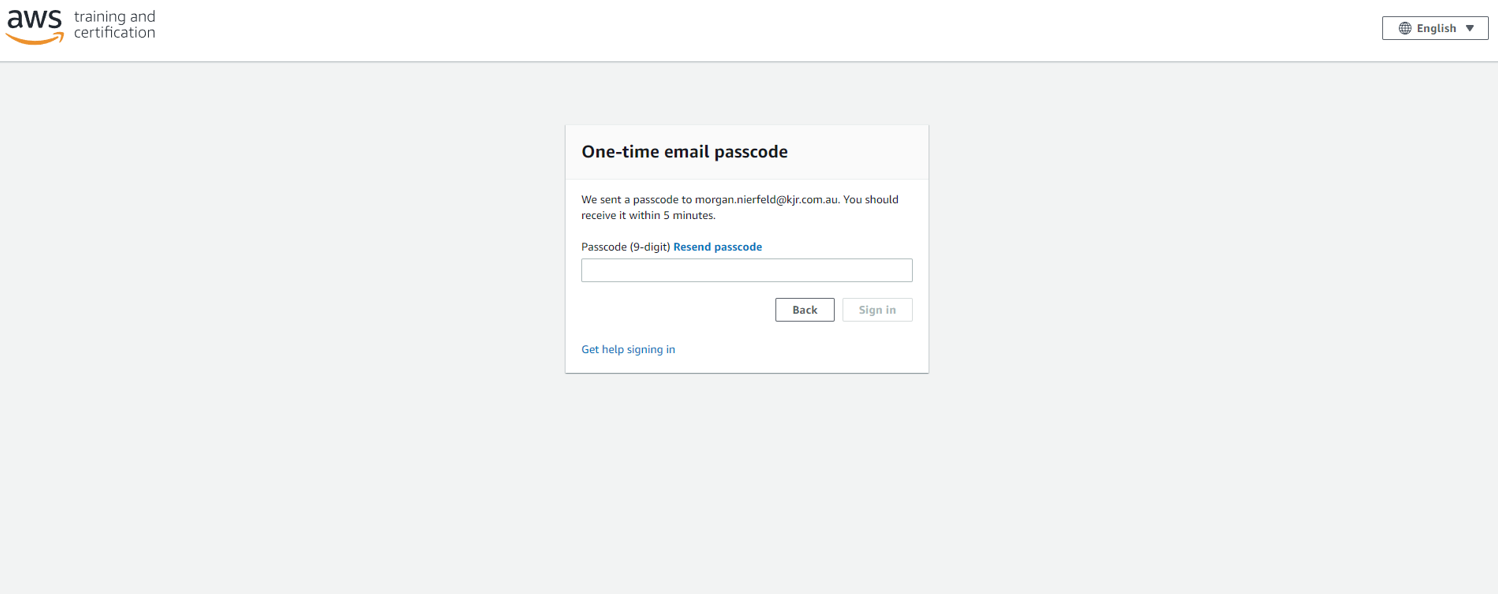 aws training and
certification
English
One-time email passcode
We sent a passcode to morgan.nierfeld@kjr.com.au. You should
receive it within 5 minutes.
Passcode (9-digit) Resend passcode
Back Sign in
Get help signing in